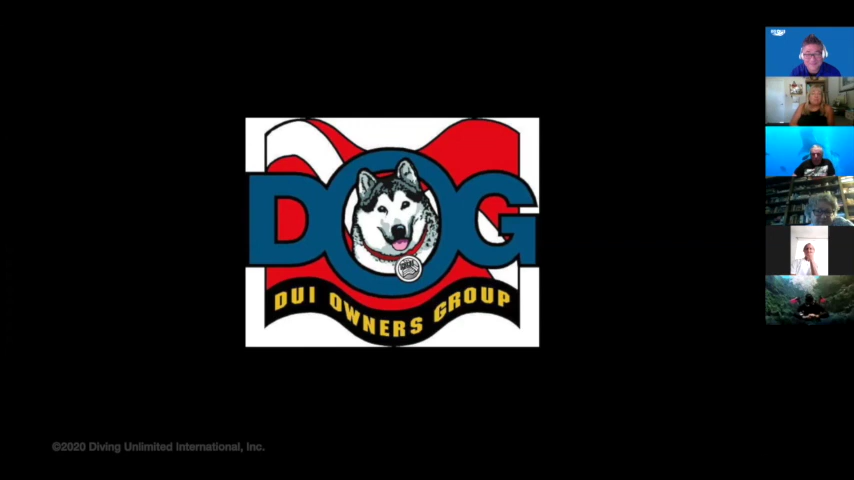 DOG
DUI OWNERS GROUP
©2020 Diving Unlimited International, Inc.